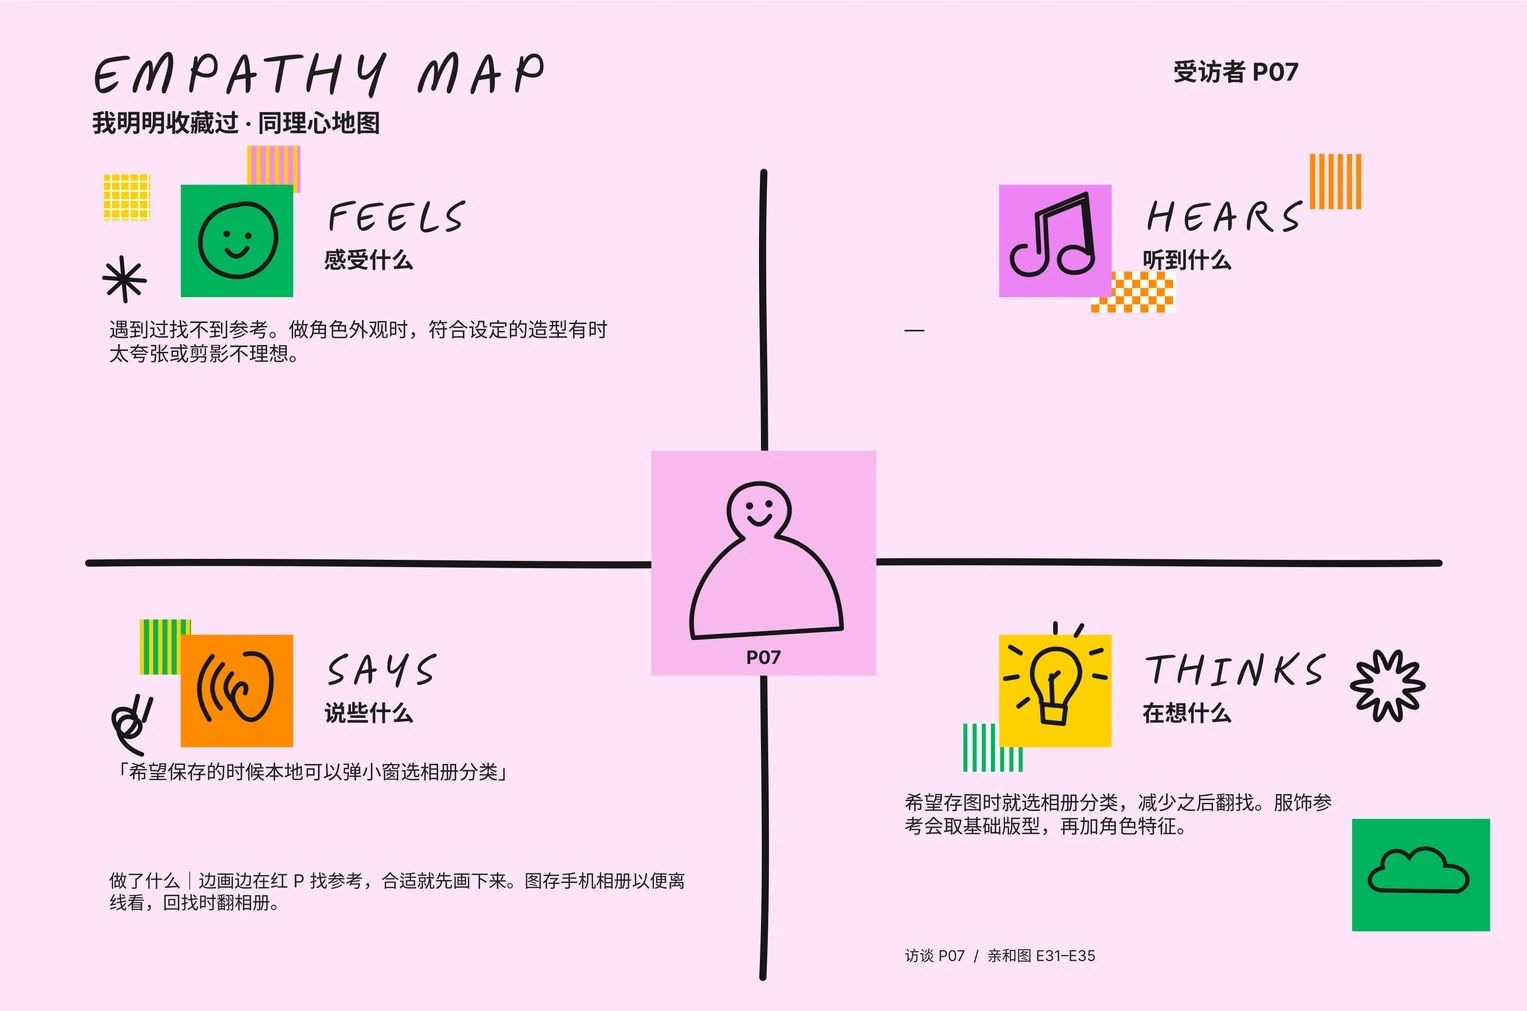 EMPATHY MAP
我明明收藏过 · 同理心地图
受访者 P07
FEELS
感受什么
遇到过找不到参考。做角色外观时，符合设定的造型有时
太夸张或剪影不理想。
HEARS
听到什么
—
P07
SAYS
说些什么
「希望保存的时候本地可以弹小窗选相册分类」
做了什么｜边画边在红 P 找参考，合适就先画下来。图存手机相册以便离
线看，回找时翻相册。
THINKS
在想什么
希望存图时就选相册分类，减少之后翻找。服饰参
考会取基础版型，再加角色特征。
访谈 P07 / 亲和图 E31–E35